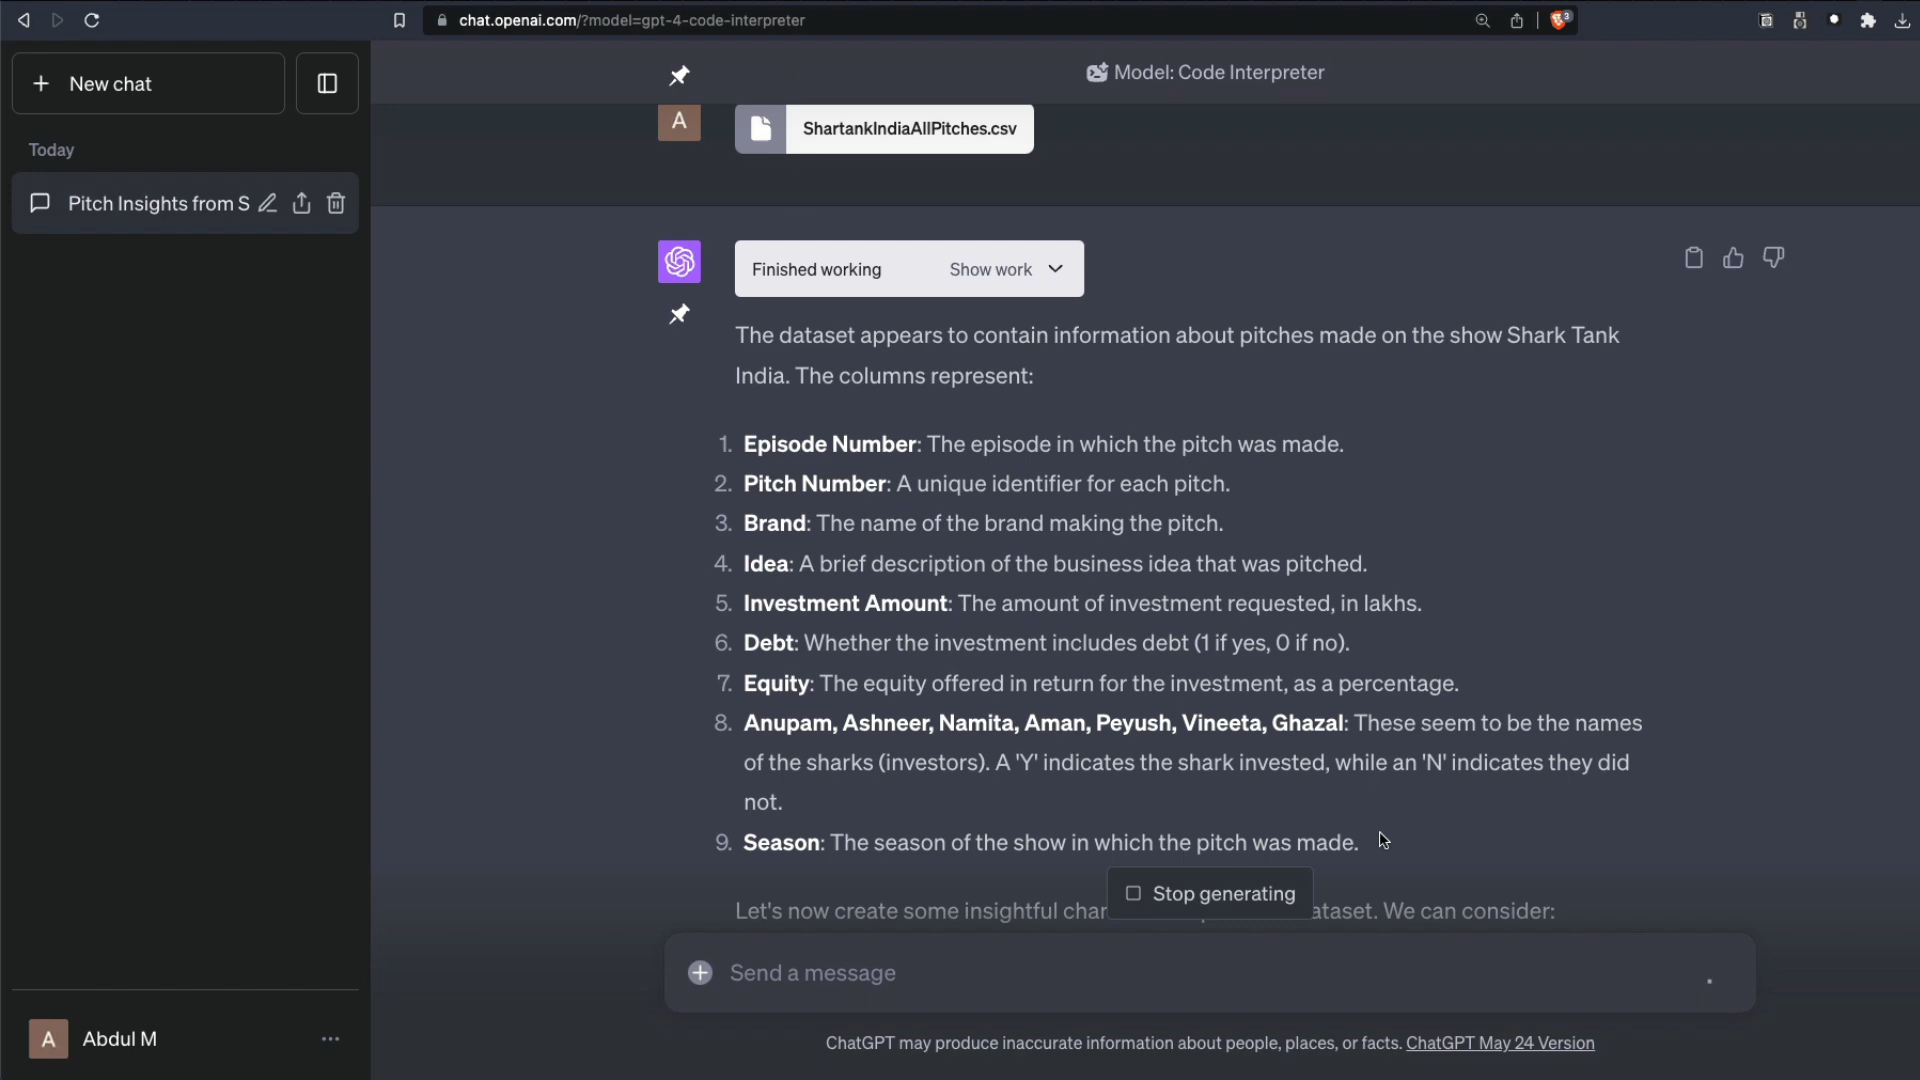 chat.openai.com/?model=gpt-4-code-interpreter
3
New chat
Model: Code Interpreter
Today
Pitch Insights from S
A
ShartankIndiaAllPitches.csv
Finished working Show work
The dataset appears to contain information about pitches made on the show Shark Tank
India. The columns represent:
1. Episode Number: The episode in which the pitch was made.
2. Pitch Number: A unique identifier for each pitch.
3. Brand: The name of the brand making the pitch.
4. Idea: A brief description of the business idea that was pitched.
5. Investment Amount: The amount of investment requested, in lakhs.
6. Debt: Whether the investment includes debt (1 if yes, 0 if no).
7. Equity: The equity offered in return for the investment, as a percentage.
8. Anupam, Ashneer, Namita, Aman, Peyush, Vineeta, Ghazal: These seem to be the names
of the sharks (investors). A 'Y' indicates the shark invested, while an 'N' indicates they did
not.
9. Season: The season of the show in which the pitch was made.
Stop generating
Let's now create some insightful ataset. We can consider:
Send a message
A Abdul M
ChatGPT may produce inaccurate information about people, places, or facts. ChatGPT May 24 Version